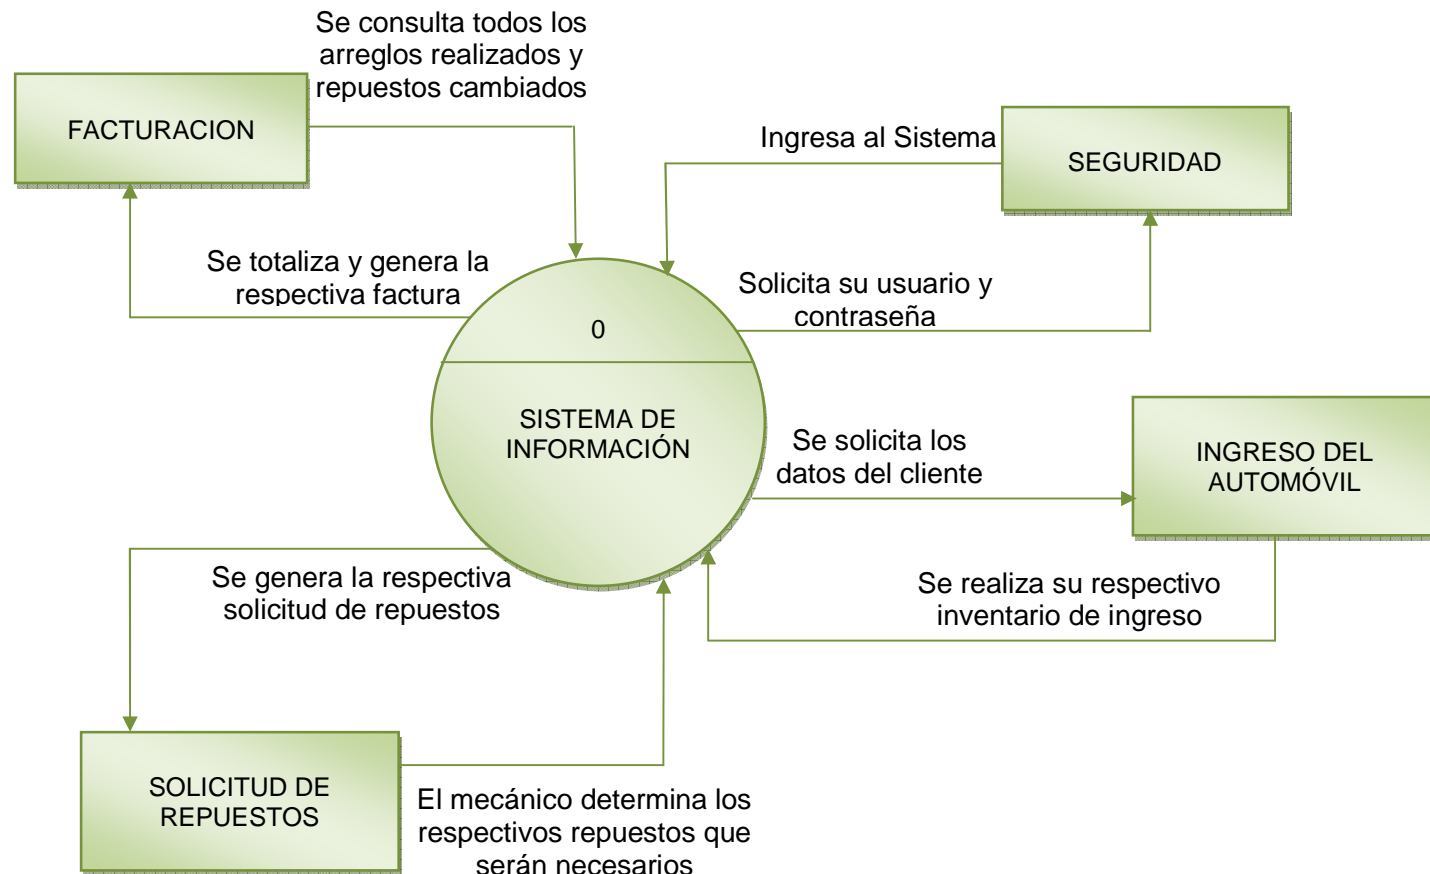 Se consulta todos los
arreglos realizados y
repuestos cambiados
FACTURACION
Ingresa al Sistema
SEGURIDAD
Se totaliza y genera la
respectiva factura
Solicita su usuario y
contraseña
0
SISTEMA DE
INFORMACIÓN
Se solicita los
datos del cliente
INGRESO DEL
AUTOMÓVIL
Se genera la respectiva
solicitud de repuestos
Se realiza su respectivo
inventario de ingreso
SOLICITUD DE
REPUESTOS
El mecánico determina los
respectivos repuestos que
serán necesarios